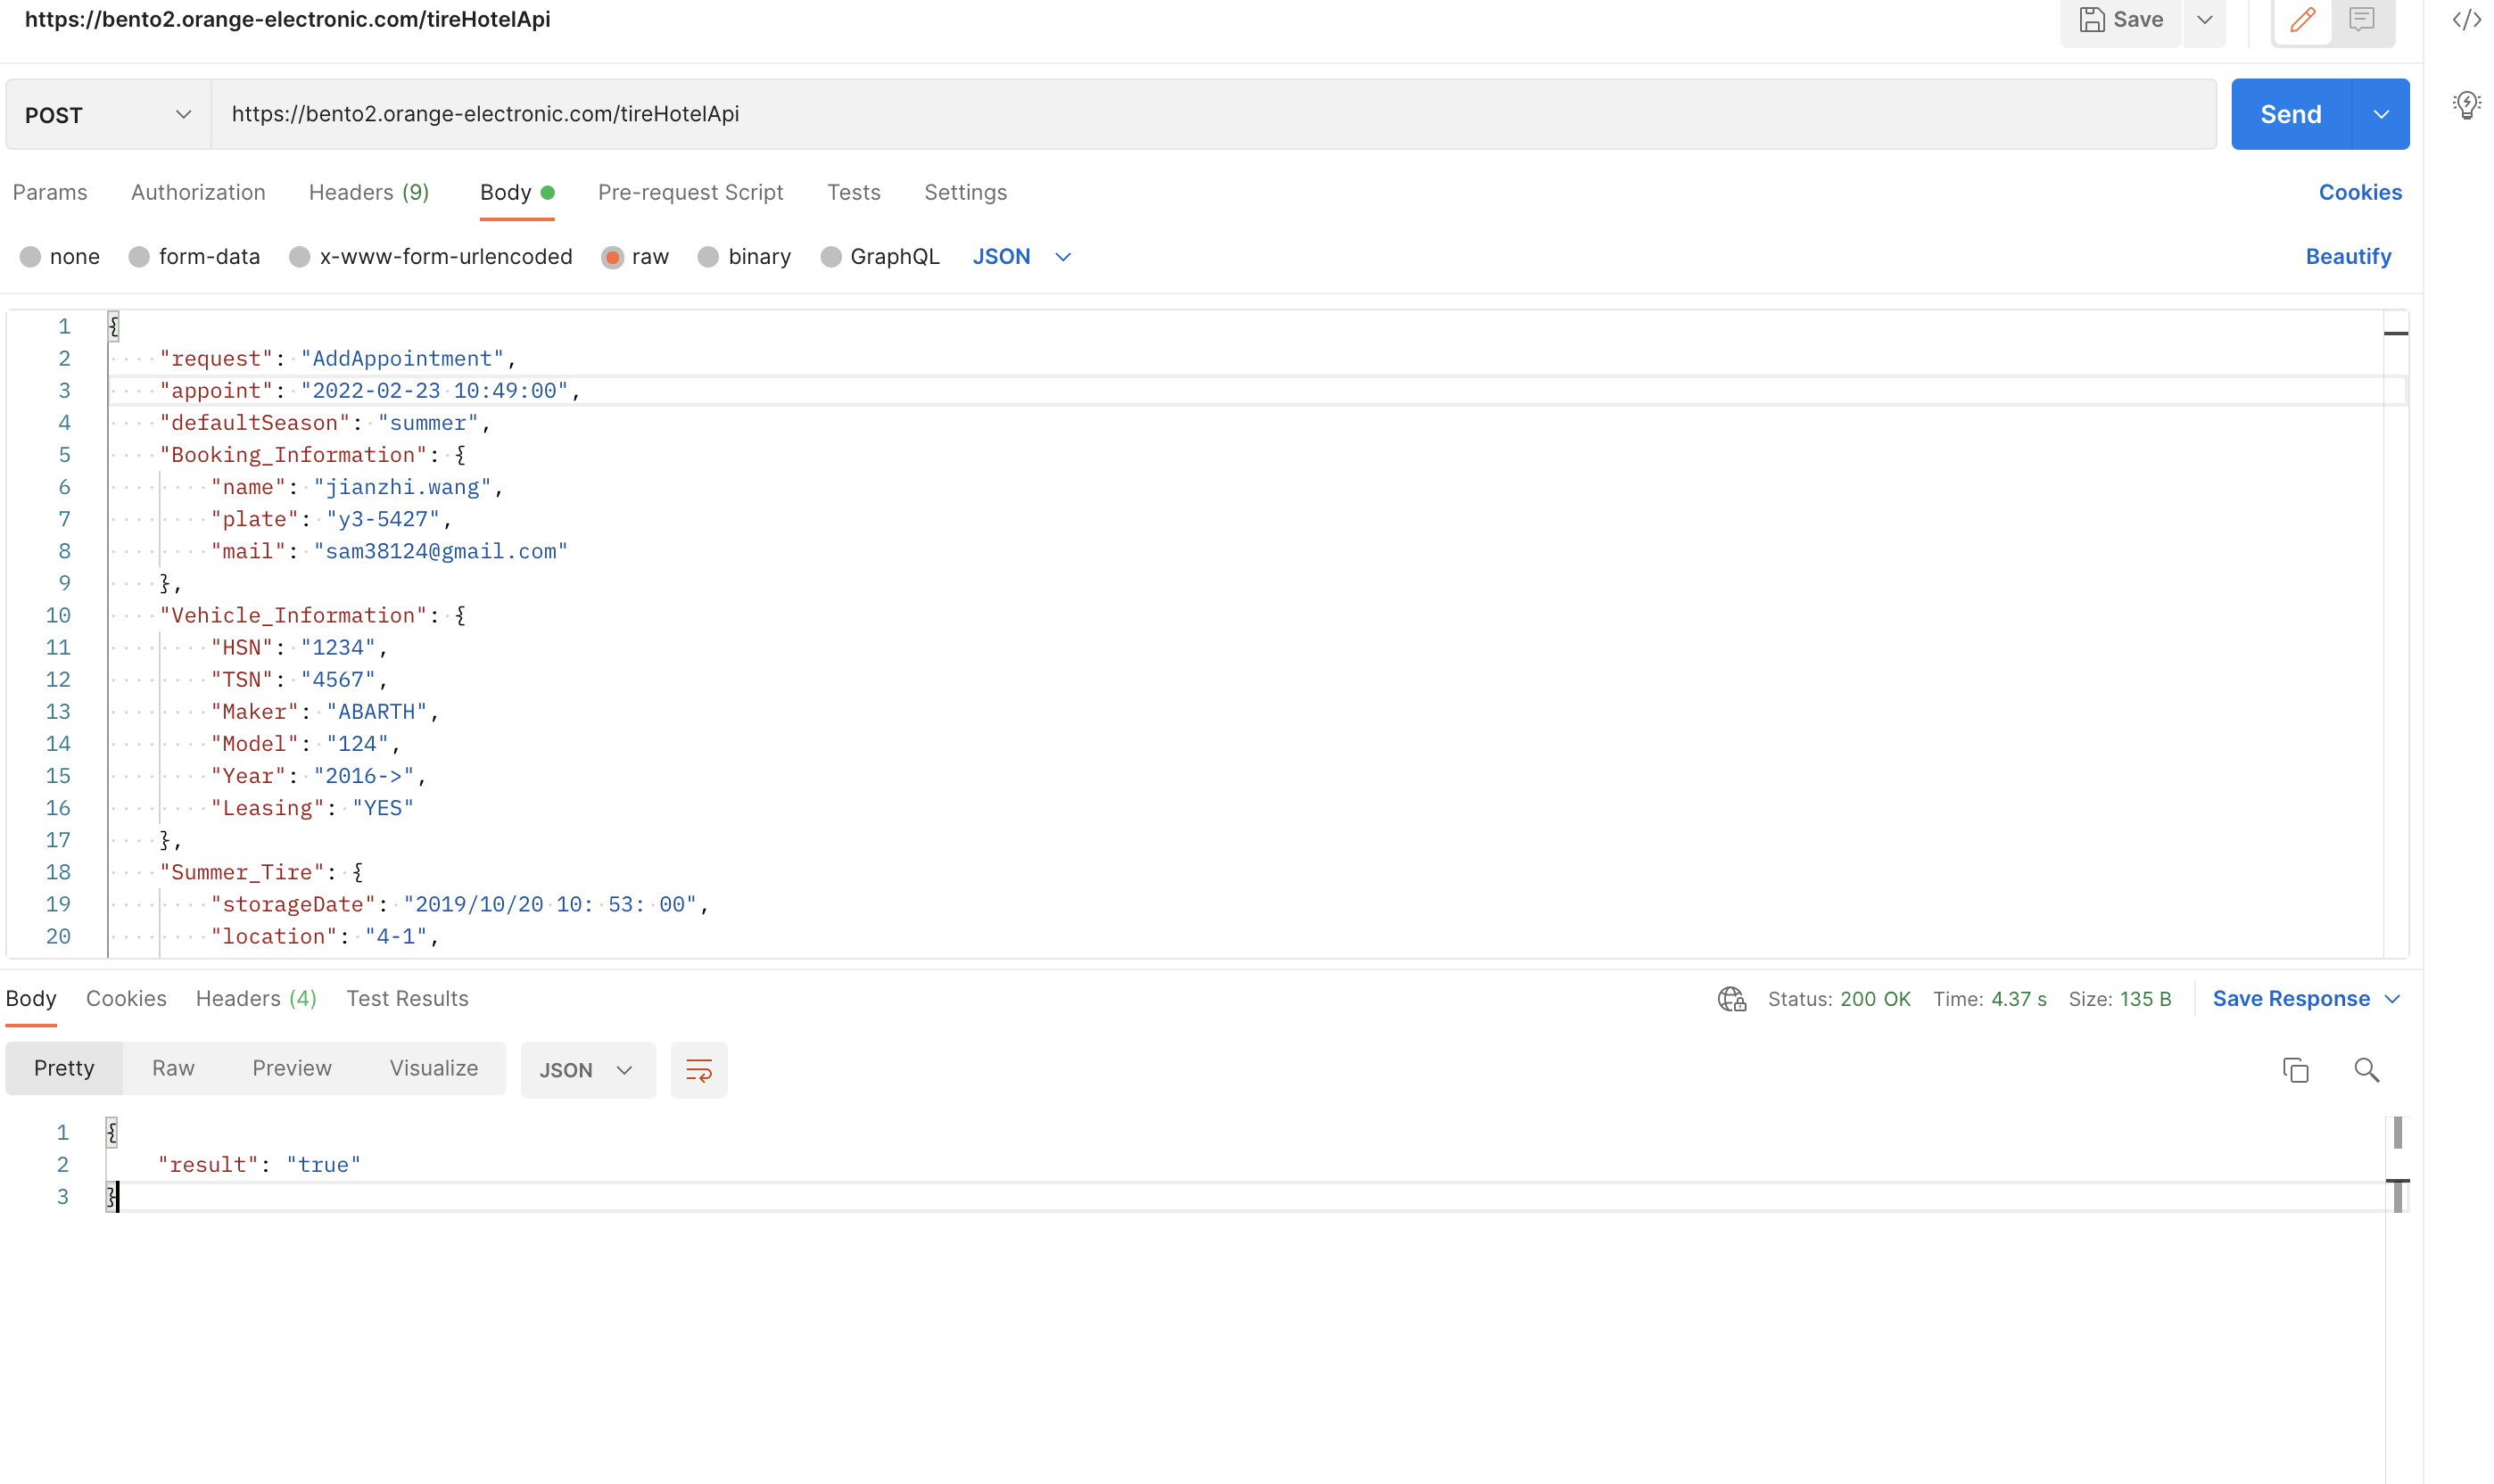 https://bento2.orange-electronic.com/tireHotelApi
Save
POST
https://bento2.orange-electronic.com/tireHotelApi
Send
Params Authorization Headers (9) Body Pre-request Script Tests Settings Cookies
none form-data x-www-form-urlencoded raw binary GraphQL JSON Beautify
1 {
2 "request": "AddAppointment",
3 "appoint": "2022-02-23 10:49:00",
4 "defaultSeason": "summer",
5 "Booking_Information": {
6 "name": "jianzhi.wang",
7 "plate": "y3-5427",
8 "mail": "sam38124@gmail.com"
9 },
10 "Vehicle_Information": {
11 "HSN": "1234",
12 "TSN": "4567",
13 "Maker": "ABARTH",
14 "Model": "124",
15 "Year": "2016->",
16 "Leasing": "YES"
17 },
18 "Summer_Tire": {
19 "storageDate": "2019/10/20 10: 53: 00",
20 "location": "4-1",
Body Cookies Headers (4) Test Results Status: 200 OK Time: 4.37 s Size: 135 B Save Response
Pretty Raw Preview Visualize JSON
1 {
2 "result": "true"
3 }